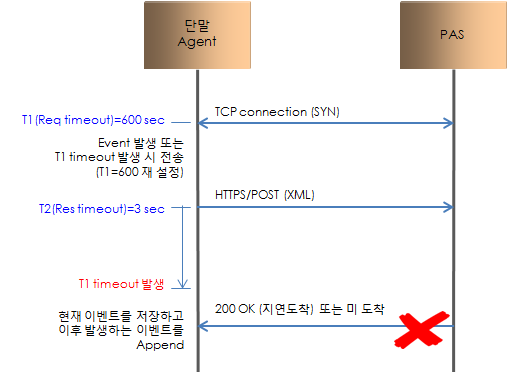 단말
Agent
PAS
TCP connection (SYN)
T1(Req timeout)=600 sec
Event 발생 또는
T1 timeout 발생 시 전송
(T1=600 재 설정)
HTTPS/POST (XML)
T2(Res timeout)=3 sec
T1 timeout 발생
200 OK (지연도착) 또는 미 도착
현재 이벤트를 저장하고
이후 발생하는 이벤트를
Append